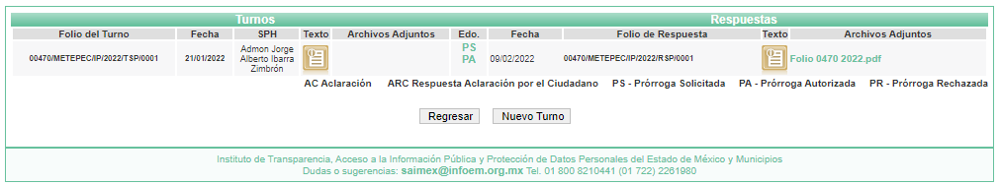 Turnos Respuestas
Folio del Turno Fecha SPH Texto Archivos Adjuntos Edo. Fecha Folio de Respuesta Texto Archivos Adjuntos
00470/METEPEC/IP/2022/TSP/0001 21/01/2022 Admon Jorge Alberto Ibarra Zimbrón PS PA 09/02/2022 00470/METEPEC/IP/2022/RSP/0001 Folio 0470 2022.pdf
AC Aclaración ARC Respuesta Aclaración por el Ciudadano PS - Prórroga Solicitada PA - Prórroga Autorizada PR - Prórroga Rechazada
Regresar Nuevo Turno
Instituto de Transparencia, Acceso a la Información Pública y Protección de Datos Personales del Estado de México y Municipios
Dudas o sugerencias: saimex@infoem.org.mx Tel. 01 800 8210441 (01 722) 2261980